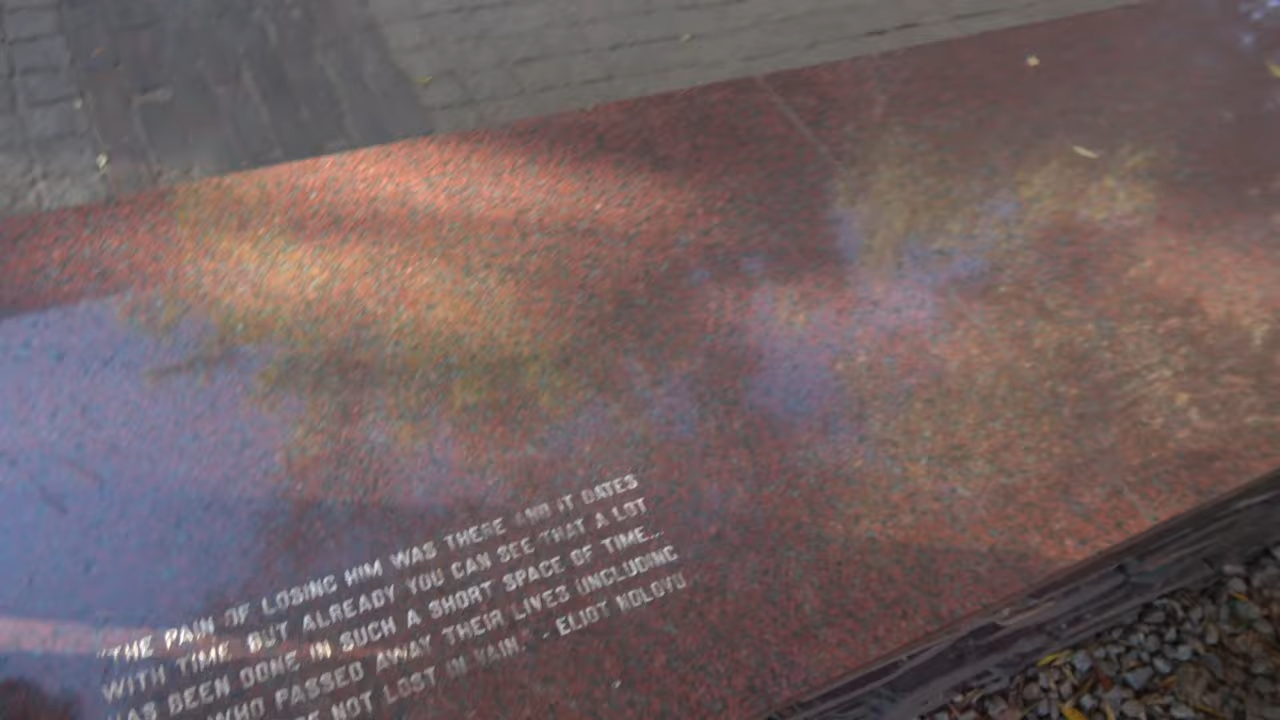 "THE PAIN OF LOSING HIM WAS THERE AND IT DATES
WITH TIME BUT ALREADY YOU CAN SEE THAT A LOT
HAS BEEN DONE IN SUCH A SHORT SPACE OF TIME...
WHO PASSED AWAY THEIR LIVES UNCLUDING
NOT LOST IN VAIN." - ELIOT NDLOVU